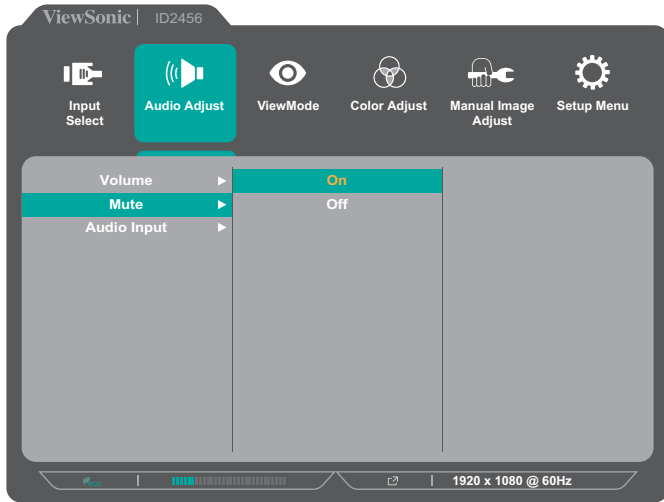 ViewSonic | ID2456
Input Select
Audio Adjust
ViewMode
Color Adjust
Manual Image Adjust
Setup Menu
Volume
On
Mute
Off
Audio Input
eco
1920 x 1080 @ 60Hz